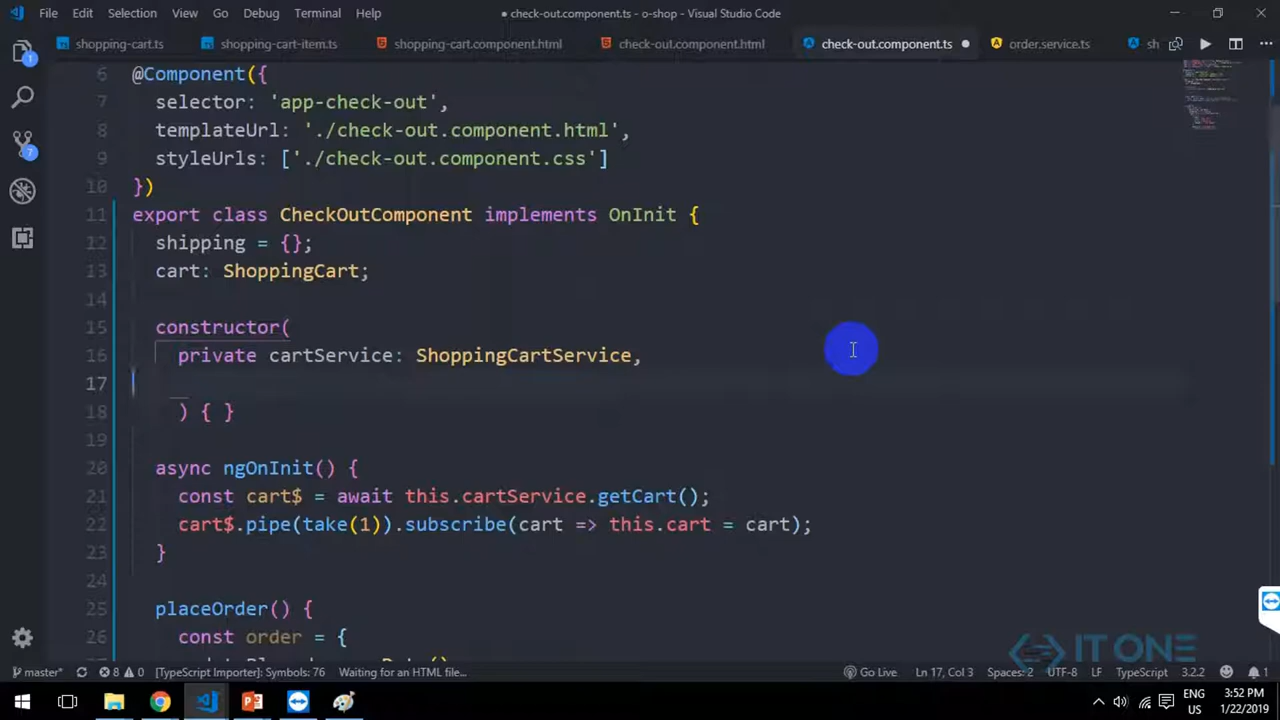 File Edit Selection View Go Debug Terminal Help
● check-out.component.ts - o-shop - Visual Studio Code
shopping-cart.ts shopping-cart-item.ts shopping-cart.component.html check-out.component.html check-out.component.ts order.service.ts sh
6 @Component({
7 selector: 'app-check-out',
8 templateUrl: './check-out.component.html',
9 styleUrls: ['./check-out.component.css']
10 })
11 export class CheckOutComponent implements OnInit {
12 shipping = {};
13 cart: ShoppingCart;
14
15 constructor(
16 private cartService: ShoppingCartService,
17
18 ) { }
19
20 async ngOnInit() {
21 const cart$ = await this.cartService.getCart();
22 cart$.pipe(take(1)).subscribe(cart => this.cart = cart);
23 }
24
25 placeOrder() {
26 const order = {
IT ONE
master* 8 0 [TypeScript Importer]: Symbols: 76 Waiting for an HTML file... Go Live Ln 17, Col 3 Spaces: 2 UTF-8 LF TypeScript 3.2.2 1
1
7
ENG 3:52 PM
US 1/22/2019